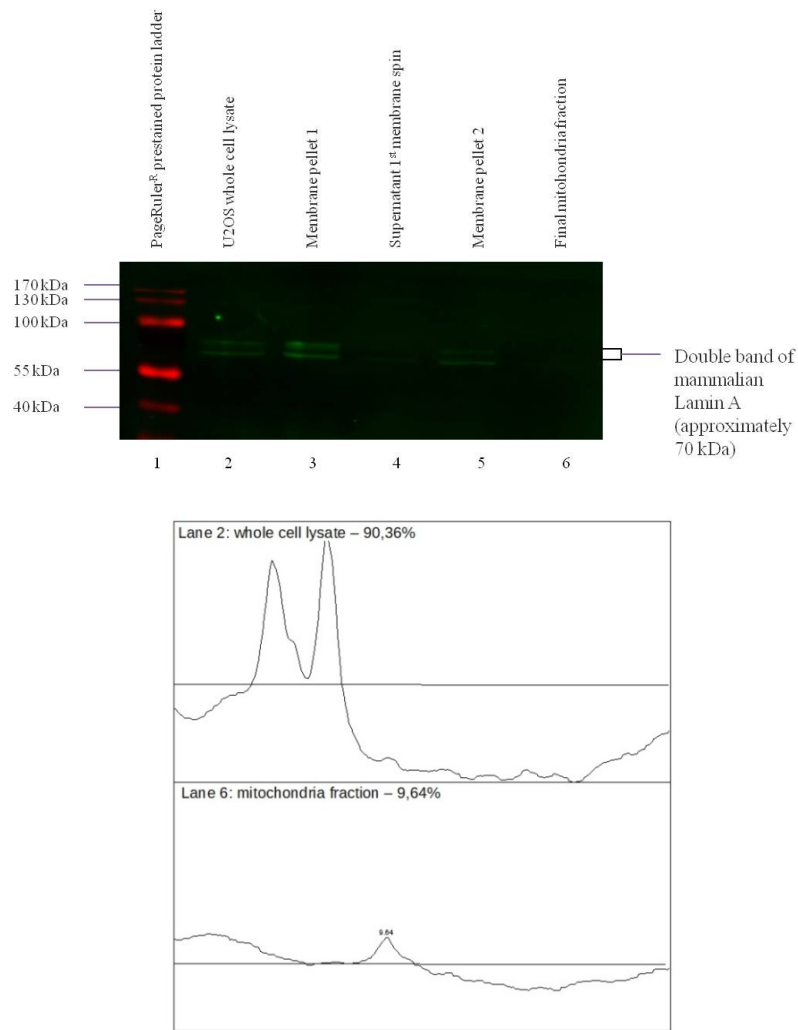 PageRulerᴿ prestained protein ladder
U2OS whole cell lysate
Membrane pellet 1
Supernatant 1ˢᵗ membrane spin
Membrane pellet 2
Final mitohondria fraction
170 kDa
130 kDa
100 kDa
55 kDa
40 kDa
Double band of
mammalian
Lamin A
(approximately
70 kDa)
1 2 3 4 5 6
Lane 2: whole cell lysate – 90,36%
Lane 6: mitochondria fraction – 9,64%
9.64